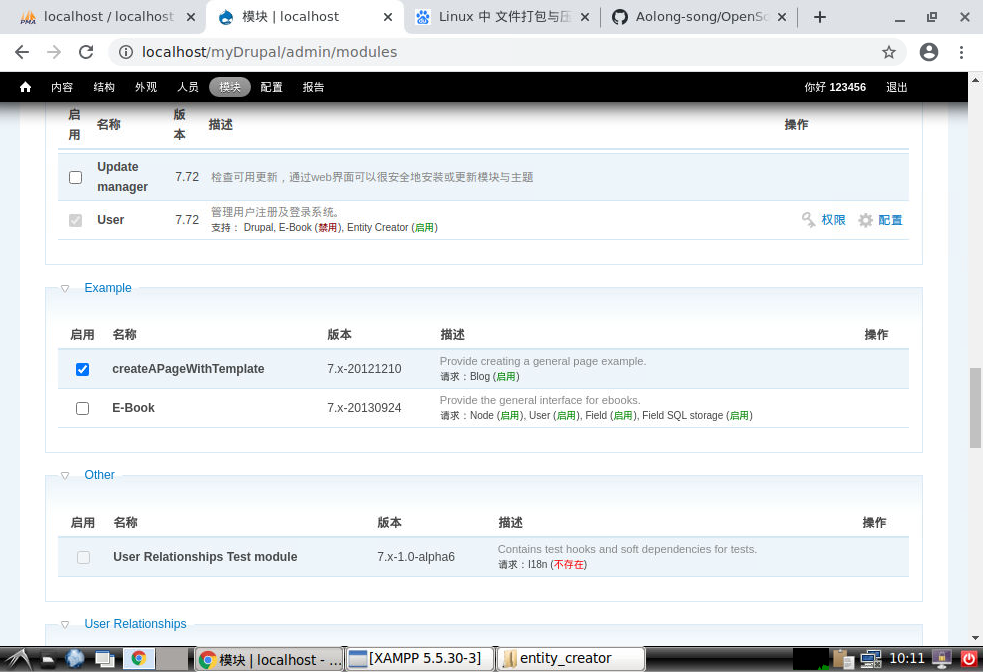 localhost / localhost
模块 | localhost
Linux 中 文件打包与压
Aolong-song/OpenSc
localhost/myDrupal/admin/modules
内容 结构 外观 人员 模块 配置 报告 你好 123456 退出
启用 名称 版本 描述 操作
Update manager 7.72 检查可用更新，通过web界面可以很安全地安装或更新模块与主题
User 7.72 管理用户注册及登录系统。 权限 配置
支持： Drupal, E-Book (禁用), Entity Creator (启用)
Example
启用 名称 版本 描述 操作
createAPageWithTemplate 7.x-20121210 Provide creating a general page example.
请求：Blog (启用)
E-Book 7.x-20130924 Provide the general interface for ebooks.
请求：Node (启用), User (启用), Field (启用), Field SQL storage (启用)
Other
启用 名称 版本 描述 操作
User Relationships Test module 7.x-1.0-alpha6 Contains test hooks and soft dependencies for tests.
请求：I18n (不存在)
User Relationships
模块 | localhost - ... [XAMPP 5.5.30-3] entity_creator 10:11